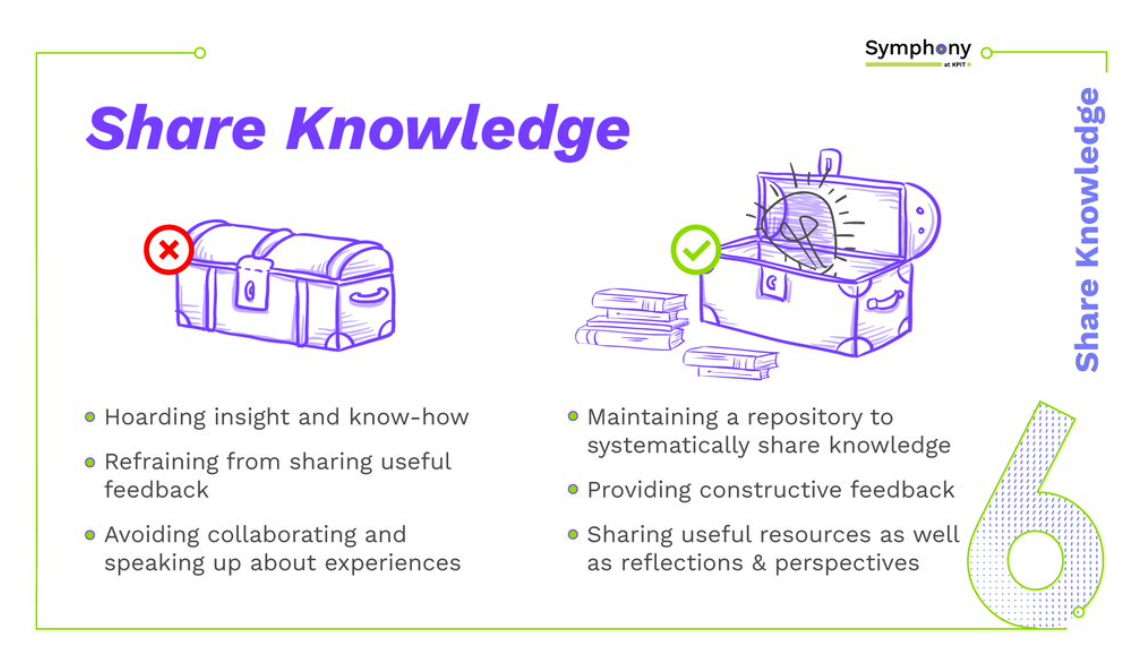 Symphony
at KPIT
Share Knowledge
Share Knowledge
Hoarding insight and know-how
Refraining from sharing useful
feedback
Avoiding collaborating and
speaking up about experiences
Maintaining a repository to
systematically share knowledge
Providing constructive feedback
Sharing useful resources as well
as reflections & perspectives
6